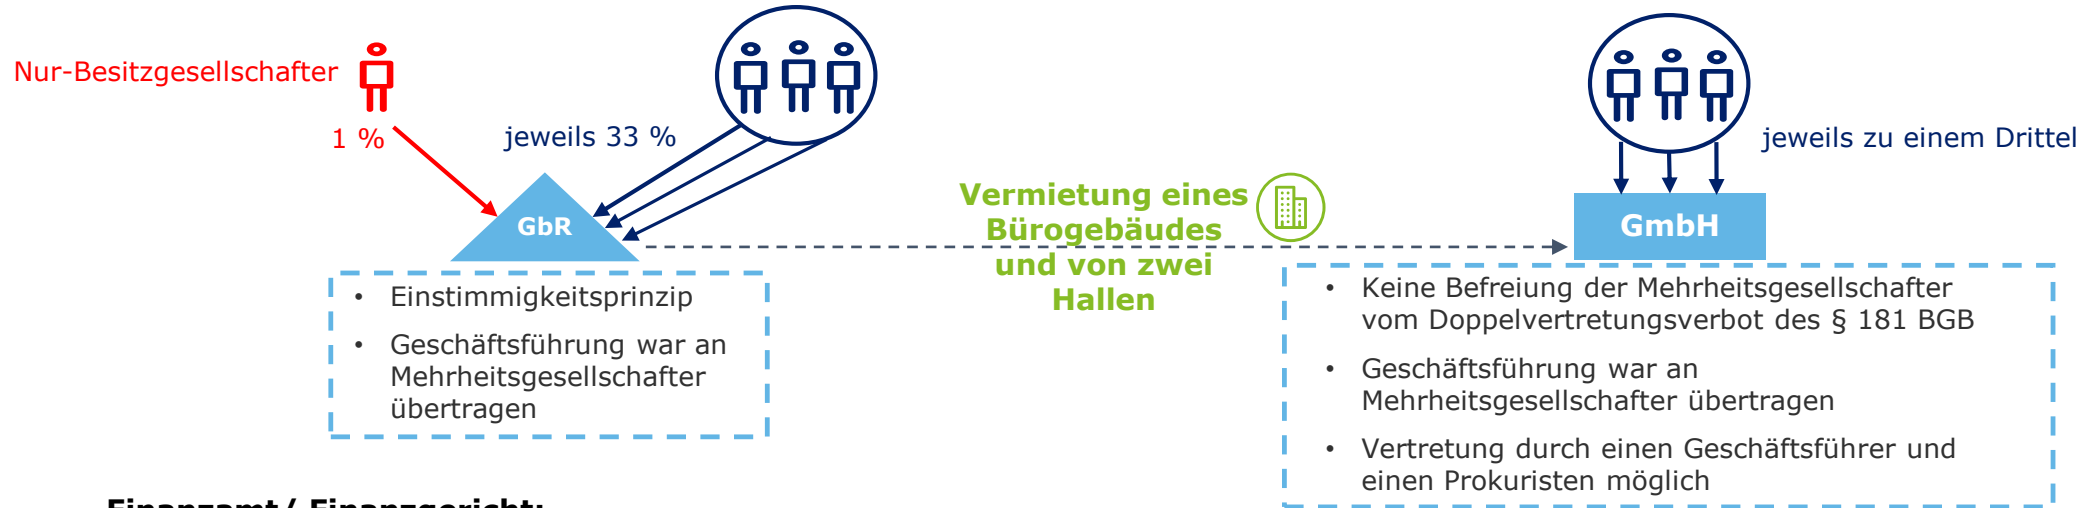 Nur-Besitzgesellschafter
1 %
jeweils 33 %
GbR
• Einstimmigkeitsprinzip
• Geschäftsführung war an
Mehrheitsgesellschafter
übertragen
Vermietung eines
Bürogebäudes
und von zwei
Hallen
jeweils zu einem Drittel
GmbH
• Keine Befreiung der Mehrheitsgesellschafter
vom Doppelvertretungsverbot des § 181 BGB
• Geschäftsführung war an
Mehrheitsgesellschafter übertragen
• Vertretung durch einen Geschäftsführer und
einen Prokuristen möglich
Finanzamt/ Finanzgericht: